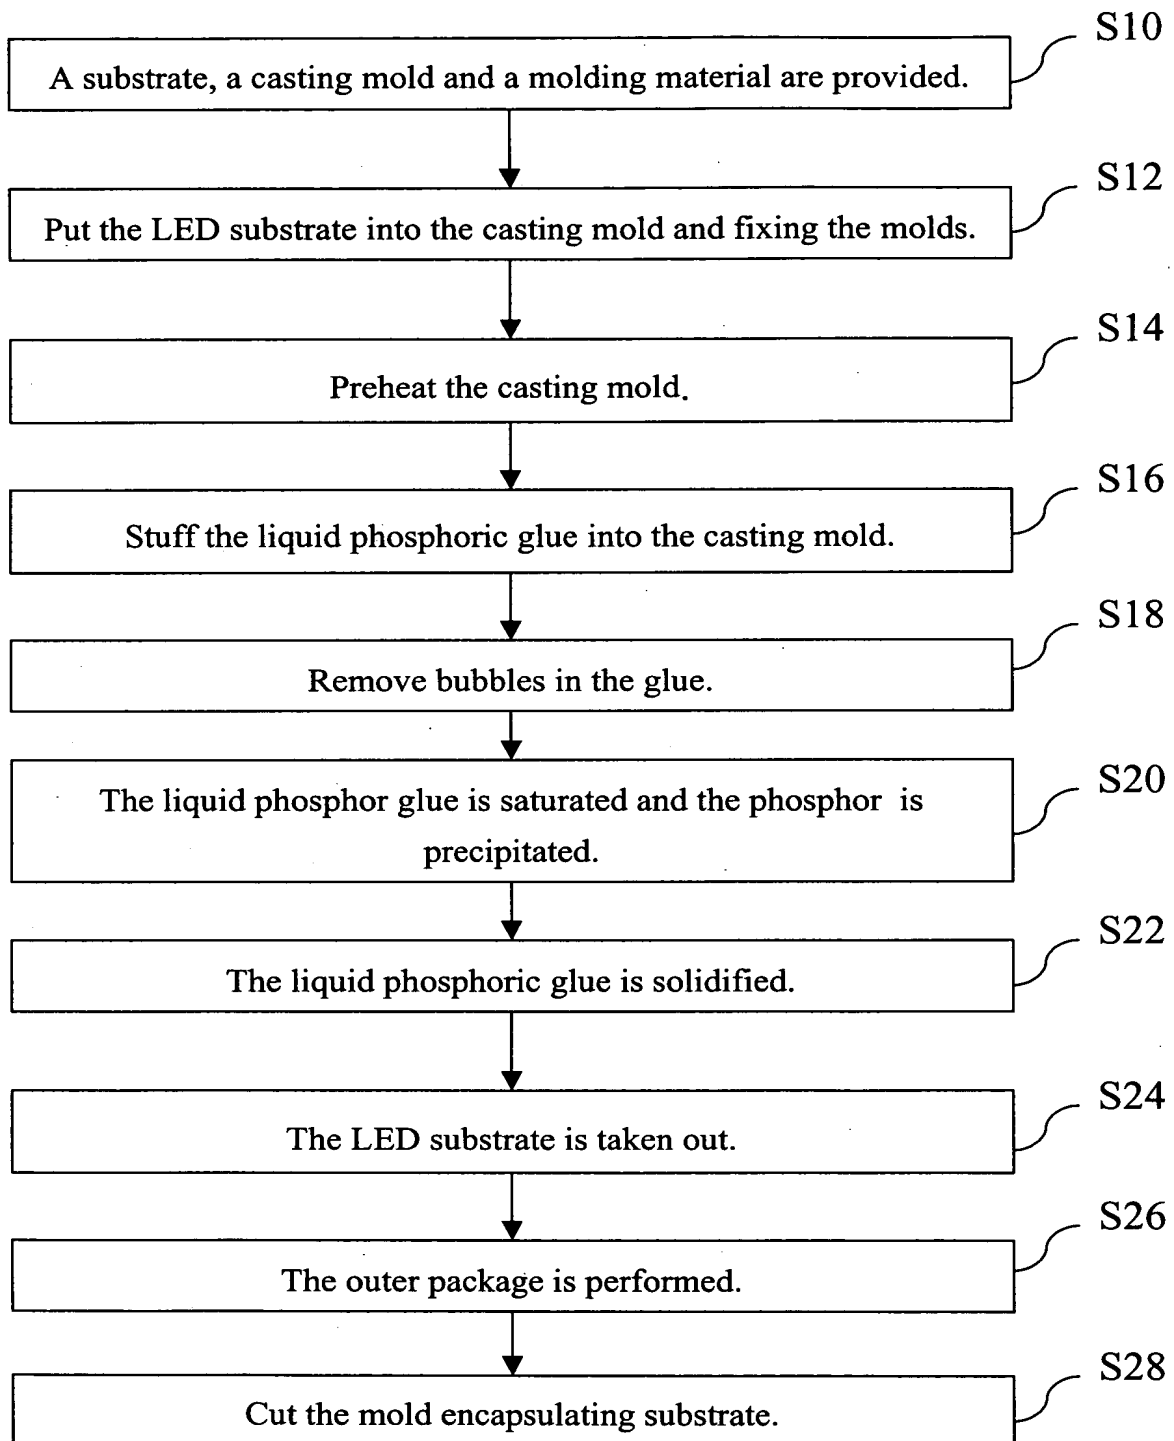 S10
A substrate, a casting mold and a molding material are provided.
S12
Put the LED substrate into the casting mold and fixing the molds.
S14
Preheat the casting mold.
S16
Stuff the liquid phosphoric glue into the casting mold.
S18
Remove bubbles in the glue.
S20
The liquid phosphor glue is saturated and the phosphor is
precipitated.
S22
The liquid phosphoric glue is solidified.
S24
The LED substrate is taken out.
S26
The outer package is performed.
S28
Cut the mold encapsulating substrate.